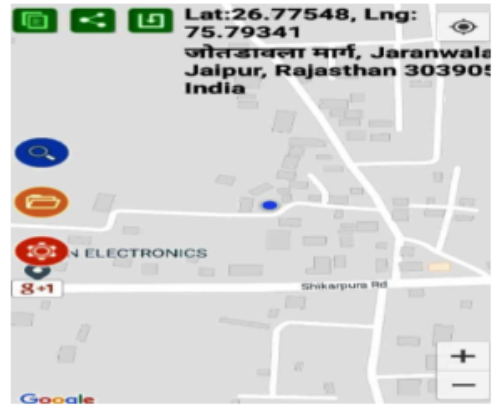 Lat:26.77548, Lng:
75.79341
जोतडावला मार्ग, Jaranwala
Jaipur, Rajasthan 303905
India
N ELECTRONICS
g+1
Shikarpura Rd
+
−
Google